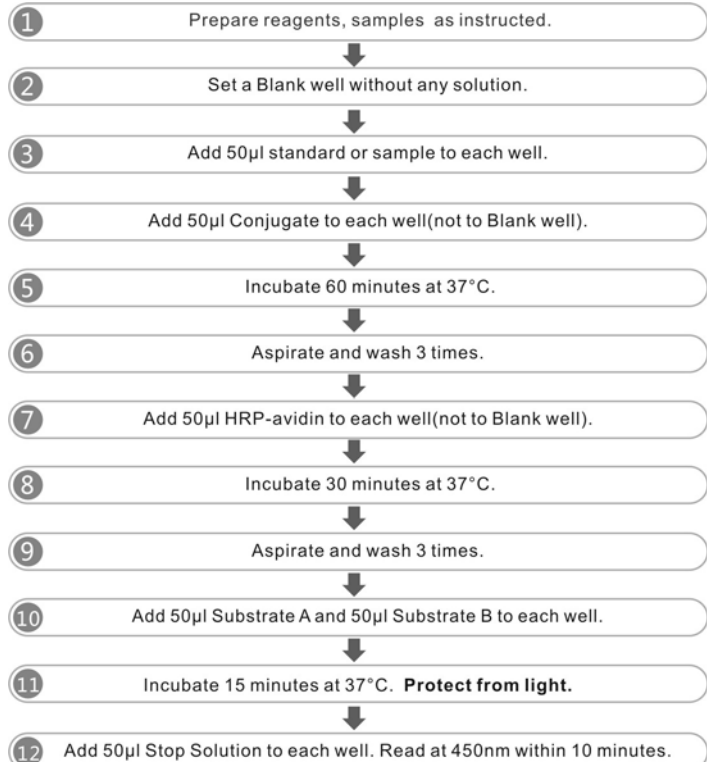 1 Prepare reagents, samples as instructed.
2 Set a Blank well without any solution.
3 Add 50μl standard or sample to each well.
4 Add 50μl Conjugate to each well(not to Blank well).
5 Incubate 60 minutes at 37°C.
6 Aspirate and wash 3 times.
7 Add 50μl HRP-avidin to each well(not to Blank well).
8 Incubate 30 minutes at 37°C.
9 Aspirate and wash 3 times.
10 Add 50μl Substrate A and 50μl Substrate B to each well.
11 Incubate 15 minutes at 37°C. Protect from light.
12 Add 50μl Stop Solution to each well. Read at 450nm within 10 minutes.